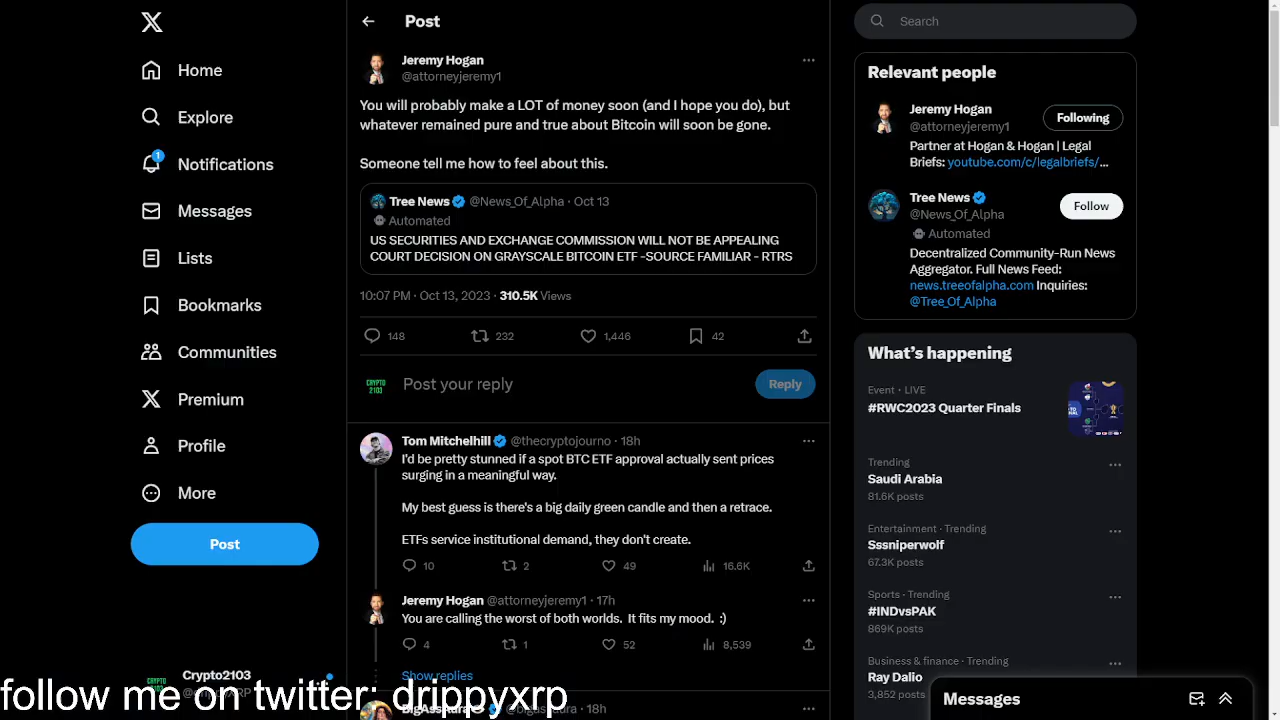 Home
Explore
1
Notifications
Messages
Lists
Bookmarks
Communities
Premium
Profile
More
Post
Crypto2103
follow me on twitter: drippyxrp
Post
Jeremy Hogan
@attorneyjeremy1
You will probably make a LOT of money soon (and I hope you do), but
whatever remained pure and true about Bitcoin will soon be gone.
Someone tell me how to feel about this.
Tree News @News_Of_Alpha · Oct 13
Automated
US SECURITIES AND EXCHANGE COMMISSION WILL NOT BE APPEALING
COURT DECISION ON GRAYSCALE BITCOIN ETF -SOURCE FAMILIAR - RTRS
10:07 PM · Oct 13, 2023 · 310.5K Views
148 232 1,446 42
CRYPTO
2103
Post your reply
Reply
Tom Mitchelhill @thecryptojourno · 18h
I'd be pretty stunned if a spot BTC ETF approval actually sent prices
surging in a meaningful way.
My best guess is there's a big daily green candle and then a retrace.
ETFs service institutional demand, they don't create.
10 2 49 16.6K
Jeremy Hogan @attorneyjeremy1 · 17h
You are calling the worst of both worlds. It fits my mood. :)
4 1 52 8,539
Show replies
· 18h
Search
Relevant people
Jeremy Hogan
@attorneyjeremy1
Following
Partner at Hogan & Hogan | Legal
Briefs: youtube.com/c/legalbriefs/…
Tree News
@News_Of_Alpha
Follow
Automated
Decentralized Community-Run News
Aggregator. Full News Feed:
news.treeofalpha.com Inquiries:
@Tree_Of_Alpha
What's happening
Event · LIVE
#RWC2023 Quarter Finals
Trending
Saudi Arabia
81.6K posts
Entertainment · Trending
Sssniperwolf
67.3K posts
Sports · Trending
#INDvsPAK
869K posts
Business & finance · Trending
Ray Dalio
3,852 posts
Messages